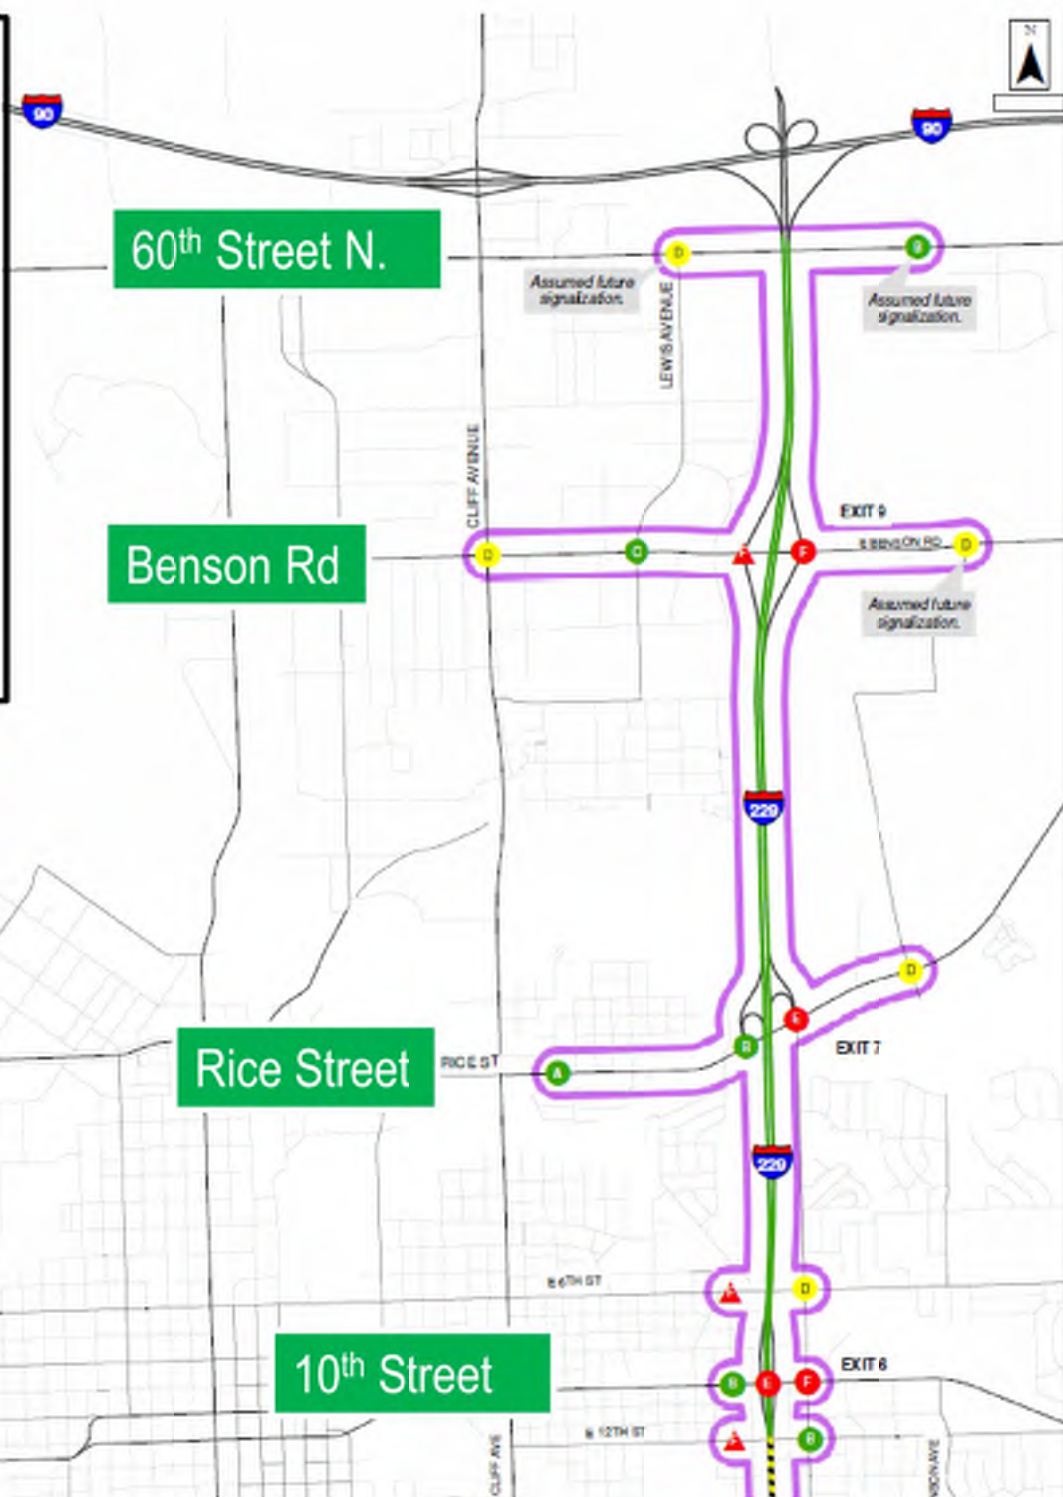 N
90
90
60th Street N.
D
B
Assumed future
signalization.
Assumed future
signalization.
LEWIS AVENUE
CLIFF AVENUE
EXIT 9
Benson Rd
D
C
F
F
E BENSON RD
D
Assumed future
signalization.
229
D
Rice Street
RICE ST
A
B
E
EXIT 7
229
E 6TH ST
F
D
10th Street
B
E
F
EXIT 6
E 12TH ST
F
B
CLIFF AVE